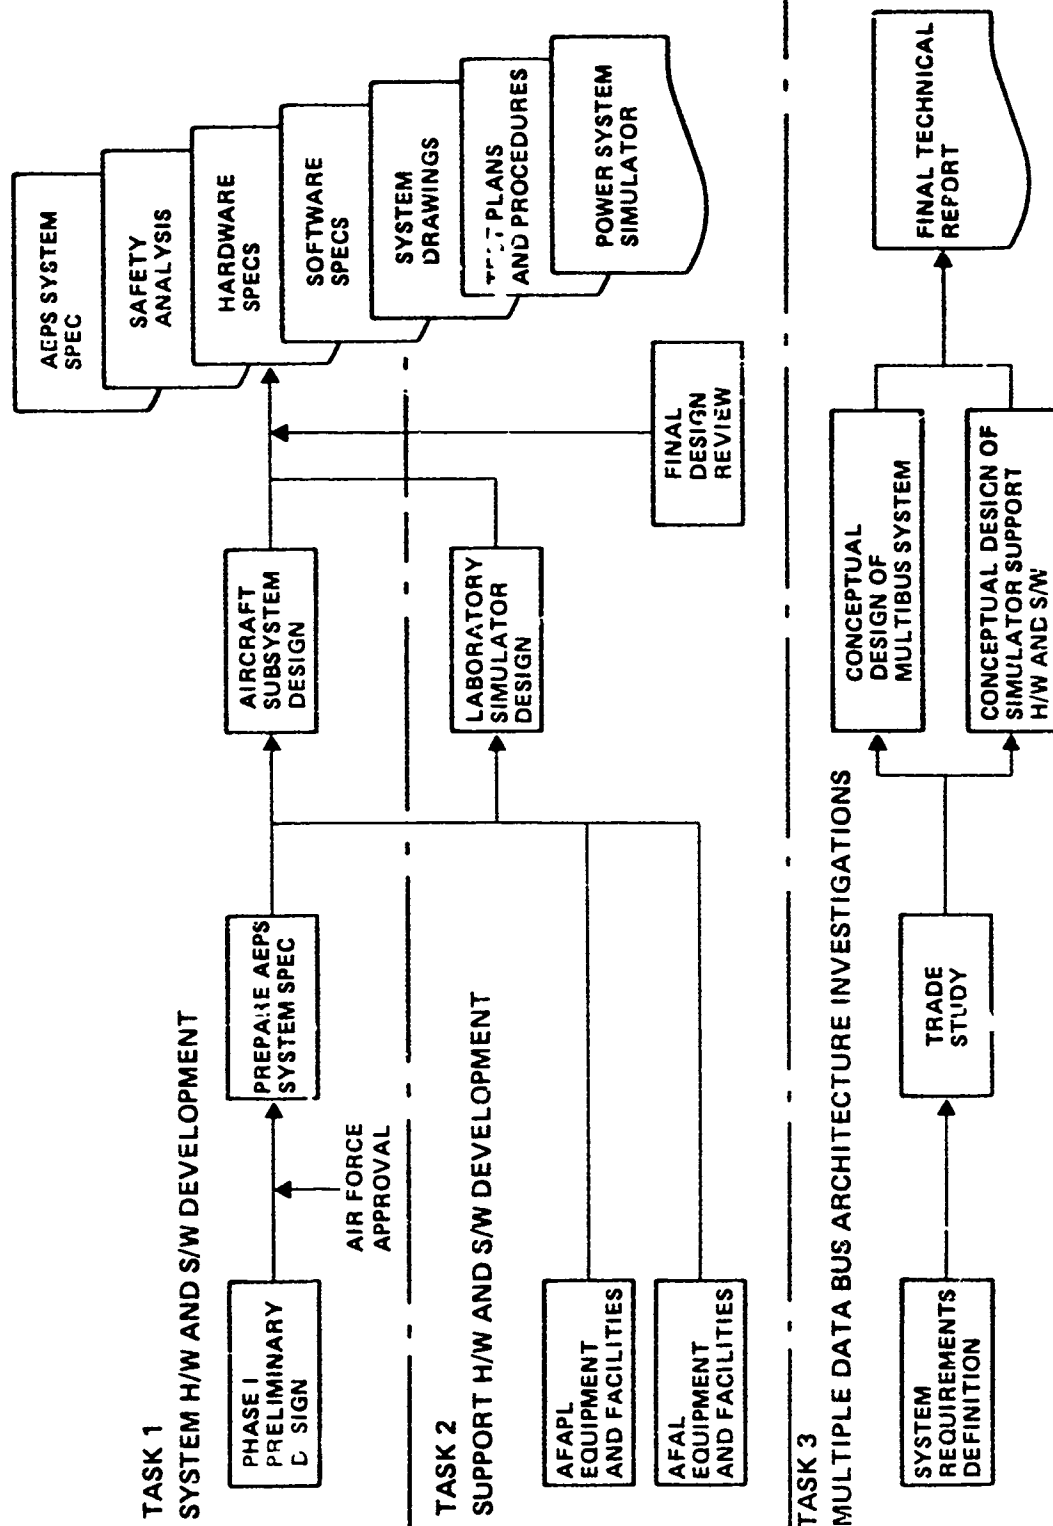 TASK 1
SYSTEM H/W AND S/W DEVELOPMENT
PHASE I
PRELIMINARY
D SIGN
AIR FORCE
APPROVAL
PREPARE AEPS
SYSTEM SPEC
AIRCRAFT
SUBSYSTEM
DESIGN
AEPS SYSTEM
SPEC
SAFETY
ANALYSIS
HARDWARE
SPECS
SOFTWARE
SPECS
SYSTEM
DRAWINGS
TEST PLANS
AND PROCEDURES
POWER SYSTEM
SIMULATOR
TASK 2
SUPPORT H/W AND S/W DEVELOPMENT
AFAPL
EQUIPMENT
AND FACILITIES
AFAL
EQUIPMENT
AND FACILITIES
LABORATORY
SIMULATOR
DESIGN
FINAL
DESIGN
REVIEW
TASK 3
MULTIPLE DATA BUS ARCHITECTURE INVESTIGATIONS
SYSTEM
REQUIREMENTS
DEFINITION
TRADE
STUDY
CONCEPTUAL
DESIGN OF
MULTIBUS SYSTEM
CONCEPTUAL DESIGN OF
SIMULATOR SUPPORT
H/W AND S/W
FINAL TECHNICAL
REPORT